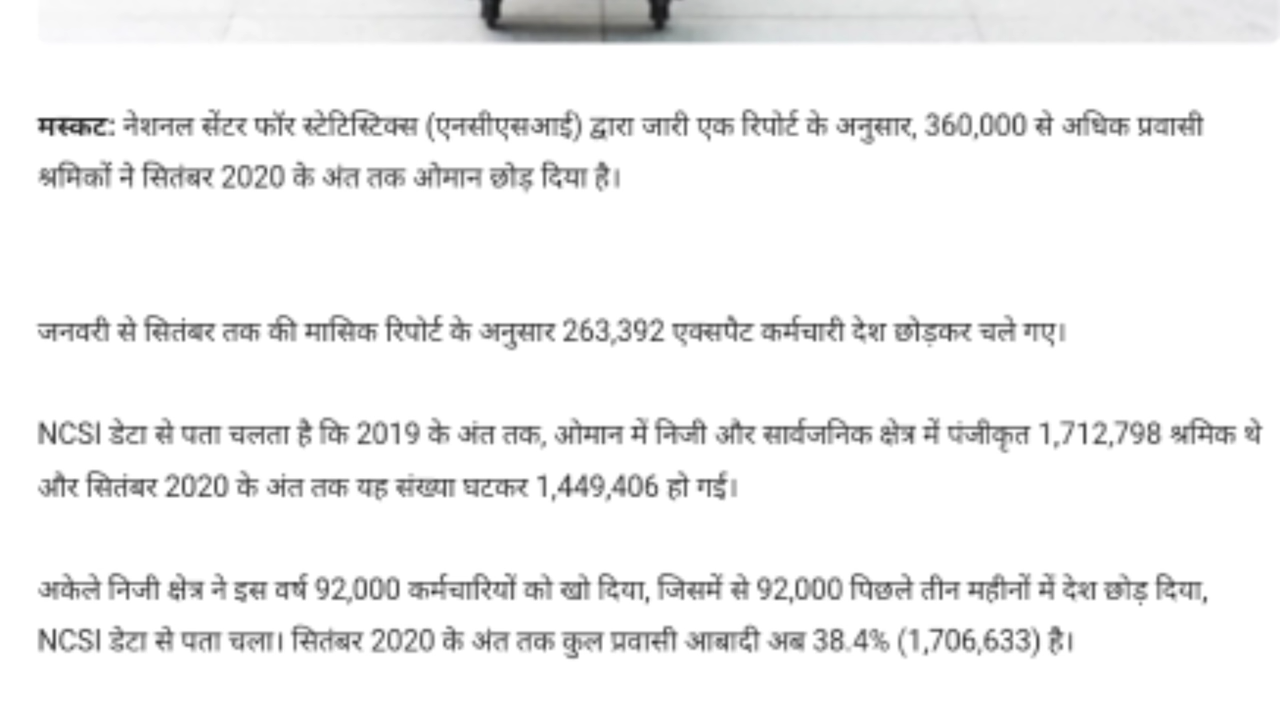 मस्कट: नेशनल सेंटर फॉर स्टेटिस्टिक्स (एनसीएसआई) द्वारा जारी एक रिपोर्ट के अनुसार, 360,000 से अधिक प्रवासी
श्रमिकों ने सितंबर 2020 के अंत तक ओमान छोड़ दिया है।
जनवरी से सितंबर तक की मासिक रिपोर्ट के अनुसार 263,392 एक्सपैट कर्मचारी देश छोड़कर चले गए।
NCSI डेटा से पता चलता है कि 2019 के अंत तक, ओमान में निजी और सार्वजनिक क्षेत्र में पंजीकृत 1,712,798 श्रमिक थे
और सितंबर 2020 के अंत तक यह संख्या घटकर 1,449,406 हो गई।
अकेले निजी क्षेत्र ने इस वर्ष 92,000 कर्मचारियों को खो दिया, जिसमें से 92,000 पिछले तीन महीनों में देश छोड़ दिया,
NCSI डेटा से पता चला। सितंबर 2020 के अंत तक कुल प्रवासी आबादी अब 38.4% (1,706,633) है।